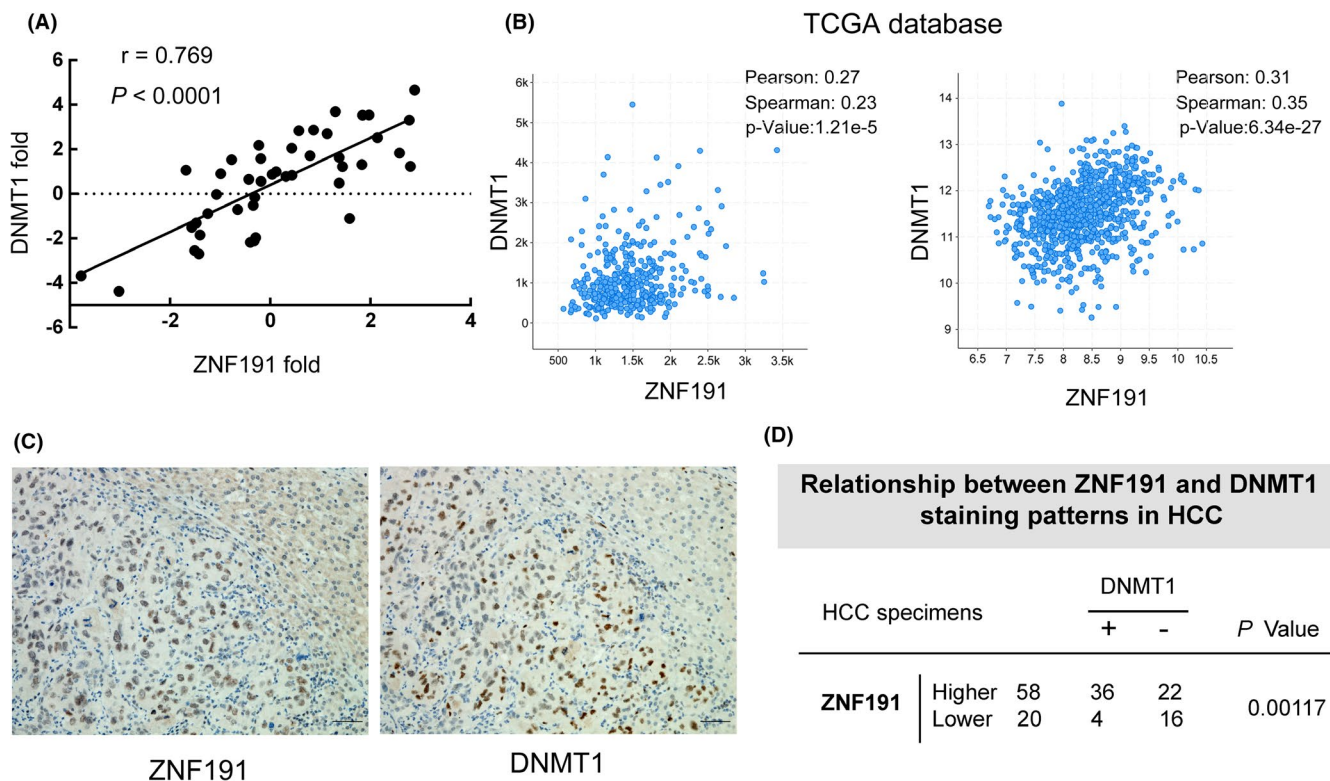 (A)
r = 0.769
P < 0.0001
DNMT1 fold
6
4
2
0
-2
-4
-6
-2
0
2
4
ZNF191 fold
(B)
TCGA database
Pearson: 0.27
Spearman: 0.23
p-Value:1.21e-5
DNMT1
6k
5k
4k
3k
2k
1k
0
500
1k
1.5k
2k
2.5k
3k
3.5k
ZNF191
Pearson: 0.31
Spearman: 0.35
p-Value:6.34e-27
DNMT1
14
13
12
11
10
9
6.5
7
7.5
8
8.5
9
9.5
10
10.5
ZNF191
(C)
ZNF191
DNMT1
(D)
Relationship between ZNF191 and DNMT1
staining patterns in HCC
DNMT1
HCC specimens + - P Value
ZNF191
Higher 58 36 22
Lower 20 4 16
0.00117